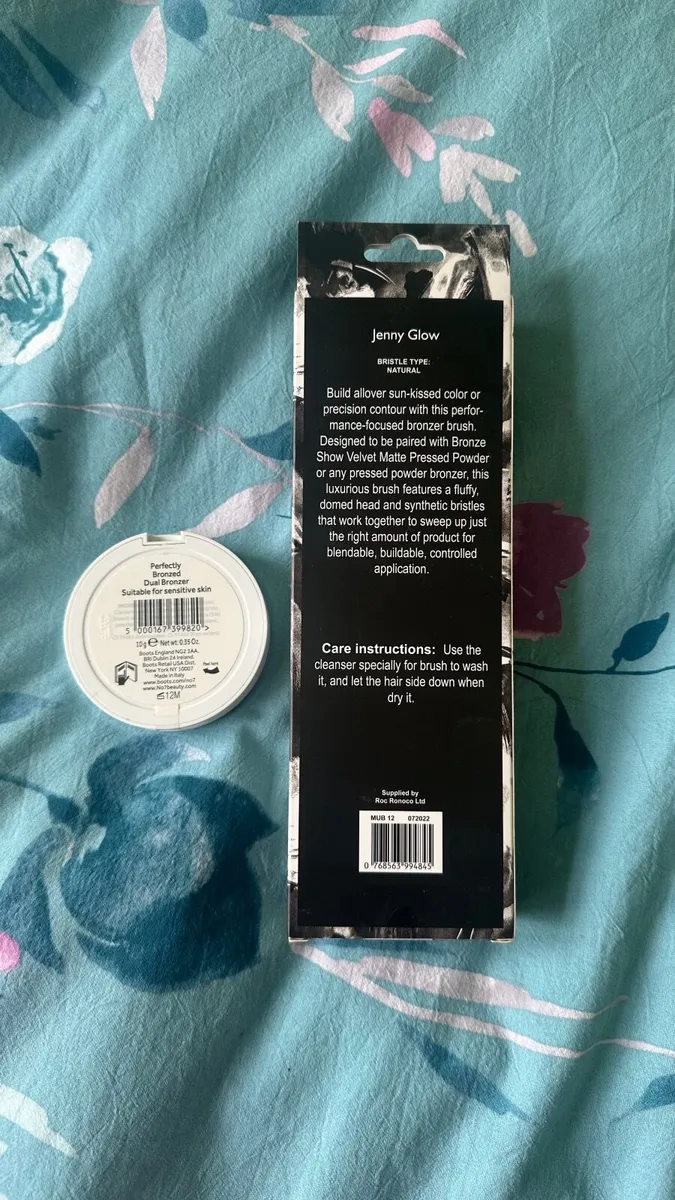 Perfectly
Bronzed
Dual Bronzer
Suitable for sensitive skin
5 000167 399820 >
10 g e Net wt. 0.35 Oz.
Boots England NG2 3AA.
BRI Dublin 24 Ireland.
Boots Retail USA Dist.
New York NY 10007
Made in Italy
www.boots.com/no7
www.No7beauty.com
12M
Peel here
Jenny Glow
BRISTLE TYPE:
NATURAL
Build allover sun-kissed color or
precision contour with this perfor-
mance-focused bronzer brush.
Designed to be paired with Bronze
Show Velvet Matte Pressed Powder
or any pressed powder bronzer, this
luxurious brush features a fluffy,
domed head and synthetic bristles
that work together to sweep up just
the right amount of product for
blendable, buildable, controlled
application.
Care instructions: Use the
cleanser specially for brush to wash
it, and let the hair side down when
dry it.
Supplied by
Roc Ronoco Ltd
MUB 12 072022
0 768563 994845